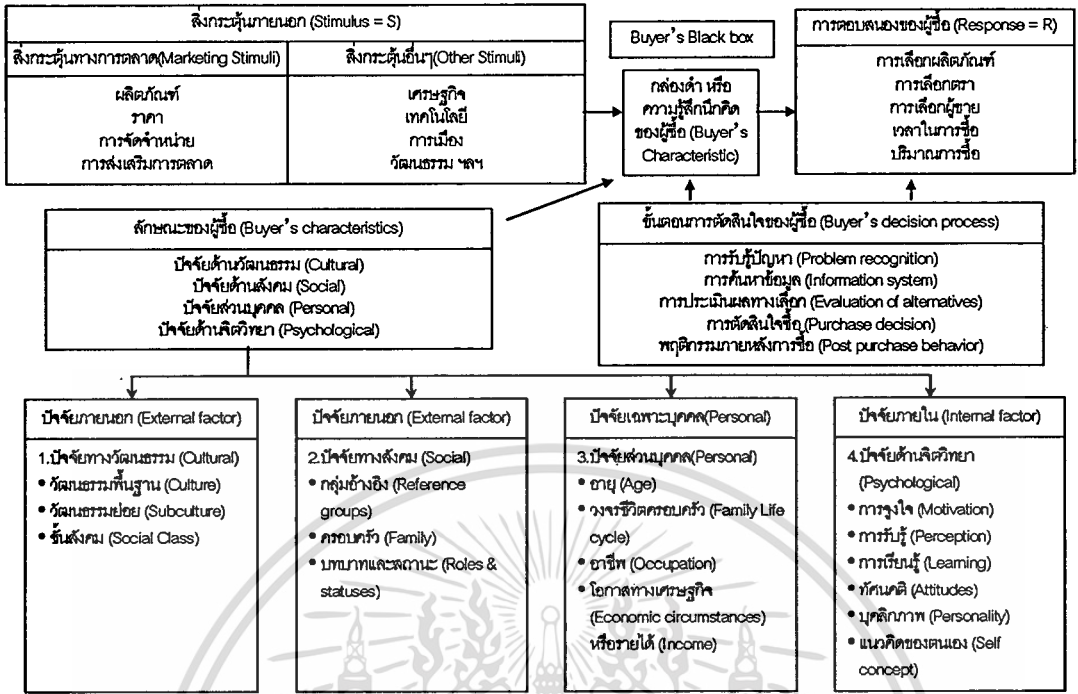 สิ่งกระตุ้นภายนอก (Stimulus = S)
สิ่งกระตุ้นทางการตลาด(Marketing Stimuli)
ผลิตภัณฑ์
ราคา
การจัดจำหน่าย
การส่งเสริมการตลาด
สิ่งกระตุ้นอื่นๆ(Other Stimuli)
เศรษฐกิจ
เทคโนโลยี
การเมือง
วัฒนธรรม ฯลฯ
Buyer's Black box
กล่องดำ หรือ
ความรู้สึกนึกคิด
ของผู้ซื้อ (Buyer's
Characteristic)
การตอบสนองของผู้ซื้อ (Response = R)
การเลือกผลิตภัณฑ์
การเลือกตรา
การเลือกผู้ขาย
เวลาในการซื้อ
ปริมาณการซื้อ
ลักษณะของผู้ซื้อ (Buyer's characteristics)
ปัจจัยด้านวัฒนธรรม (Cultural)
ปัจจัยด้านสังคม (Social)
ปัจจัยส่วนบุคคล (Personal)
ปัจจัยด้านจิตวิทยา (Psychological)
ขั้นตอนการตัดสินใจของผู้ซื้อ (Buyer's decision process)
การรับรู้ปัญหา (Problem recognition)
การค้นหาข้อมูล (Information system)
การประเมินผลทางเลือก (Evaluation of alternatives)
การตัดสินใจซื้อ (Purchase decision)
พฤติกรรมภายหลังการซื้อ (Post purchase behavior)
ปัจจัยภายนอก (External factor)
1.ปัจจัยทางวัฒนธรรม (Cultural)
• วัฒนธรรมพื้นฐาน (Culture)
• วัฒนธรรมย่อย (Subculture)
• ชั้นสังคม (Social Class)
ปัจจัยภายนอก (External factor)
2.ปัจจัยทางสังคม (Social)
• กลุ่มอ้างอิง (Reference
groups)
• ครอบครัว (Family)
• บทบาทและสถานะ (Roles &
statuses)
ปัจจัยเฉพาะบุคคล(Personal)
3.ปัจจัยส่วนบุคคล(Personal)
• อายุ (Age)
• วงจรชีวิตครอบครัว (Family Life
cycle)
• อาชีพ (Occupation)
• โอกาสทางเศรษฐกิจ
(Economic circumstances)
หรือรายได้ (Income)
ปัจจัยภายใน (Internal factor)
4.ปัจจัยด้านจิตวิทยา
(Psychological)
• การจูงใจ (Motivation)
• การรับรู้ (Perception)
• การเรียนรู้ (Learning)
• ทัศนคติ (Attitudes)
• บุคลิกภาพ (Personality)
• แนวคิดของตนเอง (Self
concept)